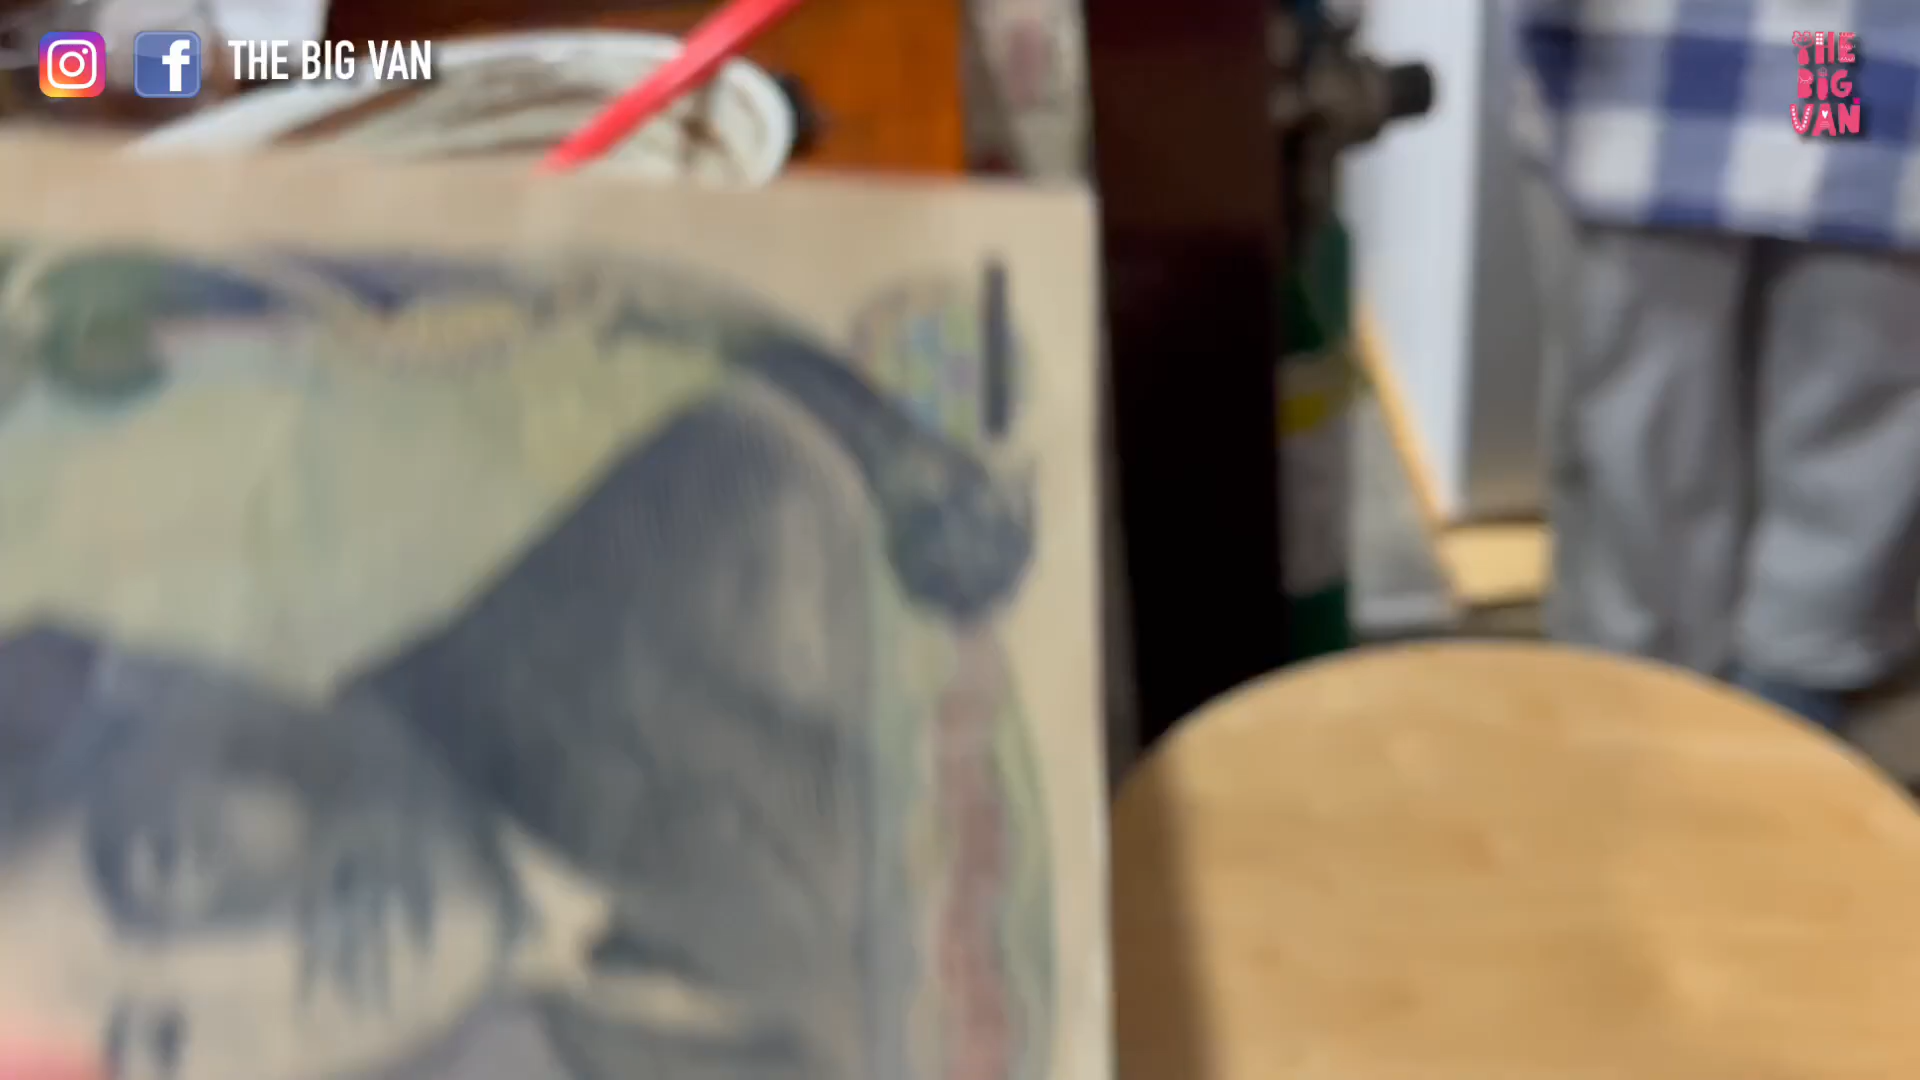 THE BIG VAN
THE
BIG
VAN